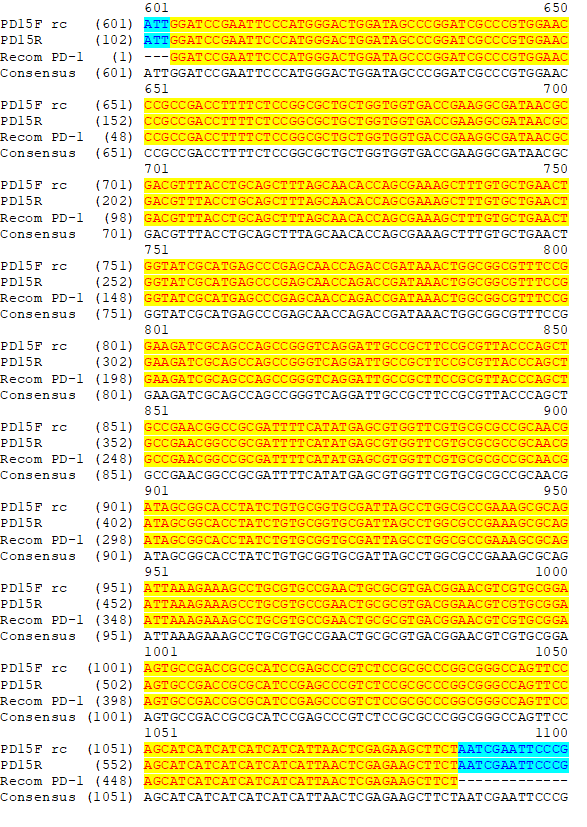 601 650
PD15F rc (601) ATTGGATCCGAATTCCCATGGGACTGGATAGCCCGGATCGCCCGTGGAAC
PD15R (102) ATTGGATCCGAATTCCCATGGGACTGGATAGCCCGGATCGCCCGTGGAAC
Recom PD-1 (1) ---GGATCCGAATTCCCATGGGACTGGATAGCCCGGATCGCCCGTGGAAC
Consensus (601) ATTGGATCCGAATTCCCATGGGACTGGATAGCCCGGATCGCCCGTGGAAC
651 700
PD15F rc (651) CCGCCGACCTTTTCTCCGGCGCTGCTGGTGGTGACCGAAGGCGATAACGC
PD15R (152) CCGCCGACCTTTTCTCCGGCGCTGCTGGTGGTGACCGAAGGCGATAACGC
Recom PD-1 (48) CCGCCGACCTTTTCTCCGGCGCTGCTGGTGGTGACCGAAGGCGATAACGC
Consensus (651) CCGCCGACCTTTTCTCCGGCGCTGCTGGTGGTGACCGAAGGCGATAACGC
701 750
PD15F rc (701) GACGTTTACCTGCAGCTTTAGCAACACCAGCGAAAGCTTTGTGCTGAACT
PD15R (202) GACGTTTACCTGCAGCTTTAGCAACACCAGCGAAAGCTTTGTGCTGAACT
Recom PD-1 (98) GACGTTTACCTGCAGCTTTAGCAACACCAGCGAAAGCTTTGTGCTGAACT
Consensus 701) GACGTTTACCTGCAGCTTTAGCAACACCAGCGAAAGCTTTGTGCTGAACT
751 800
PD15F rc (751) GGTATCGCATGAGCCCGAGCAACCAGACCGATAAACTGGCGGCGTTTCCG
PD15R (252) GGTATCGCATGAGCCCGAGCAACCAGACCGATAAACTGGCGGCGTTTCCG
Recom PD-1 (148) GGTATCGCATGAGCCCGAGCAACCAGACCGATAAACTGGCGGCGTTTCCG
Consensus (751) GGTATCGCATGAGCCCGAGCAACCAGACCGATAAACTGGCGGCGTTTCCG
801 850
PD15F rc (801) GAAGATCGCAGCCAGCCGGGTCAGGATTGCCGCTTCCGCGTTACCCAGCT
PD15R (302) GAAGATCGCAGCCAGCCGGGTCAGGATTGCCGCTTCCGCGTTACCCAGCT
Recom PD-1 (198) GAAGATCGCAGCCAGCCGGGTCAGGATTGCCGCTTCCGCGTTACCCAGCT
Consensus (801) GAAGATCGCAGCCAGCCGGGTCAGGATTGCCGCTTCCGCGTTACCCAGCT
851 900
PD15F rc (851) GCCGAACGGCCGCGATTTTCATATGAGCGTGGTTCGTGCGCGCCGCAACG
PD15R (352) GCCGAACGGCCGCGATTTTCATATGAGCGTGGTTCGTGCGCGCCGCAACG
Recom PD-1 (248) GCCGAACGGCCGCGATTTTCATATGAGCGTGGTTCGTGCGCGCCGCAACG
Consensus (851) GCCGAACGGCCGCGATTTTCATATGAGCGTGGTTCGTGCGCGCCGCAACG
901 950
PD15F rc (901) ATAGCGGCACCTATCTGTGCGGTGCGATTAGCCTGGCGCCGAAAGCGCAG
PD15R (402) ATAGCGGCACCTATCTGTGCGGTGCGATTAGCCTGGCGCCGAAAGCGCAG
Recom PD-1 (298) ATAGCGGCACCTATCTGTGCGGTGCGATTAGCCTGGCGCCGAAAGCGCAG
Consensus (901) ATAGCGGCACCTATCTGTGCGGTGCGATTAGCCTGGCGCCGAAAGCGCAG
951 1000
PD15F rc (951) ATTAAAGAAAGCCTGCGTGCCGAACTGCGCGTGACGGAACGTCGTGCGGA
PD15R (452) ATTAAAGAAAGCCTGCGTGCCGAACTGCGCGTGACGGAACGTCGTGCGGA
Recom PD-1 (348) ATTAAAGAAAGCCTGCGTGCCGAACTGCGCGTGACGGAACGTCGTGCGGA
Consensus (951) ATTAAAGAAAGCCTGCGTGCCGAACTGCGCGTGACGGAACGTCGTGCGGA
1001 1050
PD15F rc (1001) AGTGCCGACCGCGCATCCGAGCCCGTCTCCGCGCCCGGCGGGCCAGTTCC
PD15R (502) AGTGCCGACCGCGCATCCGAGCCCGTCTCCGCGCCCGGCGGGCCAGTTCC
Recom PD-1 (398) AGTGCCGACCGCGCATCCGAGCCCGTCTCCGCGCCCGGCGGGCCAGTTCC
Consensus (1001) AGTGCCGACCGCGCATCCGAGCCCGTCTCCGCGCCCGGCGGGCCAGTTCC
1051 1100
PD15F rc (1051) AGCATCATCATCATCATCATTAACTCGAGAAGCTTCTAATCGAATTCCCG
PD15R (552) AGCATCATCATCATCATCATTAACTCGAGAAGCTTCTAATCGAATTCCCG
Recom PD-1 (448) AGCATCATCATCATCATCATTAACTCGAGAAGCTTCT-------------
Consensus (1051) AGCATCATCATCATCATCATTAACTCGAGAAGCTTCTAATCGAATTCCCG